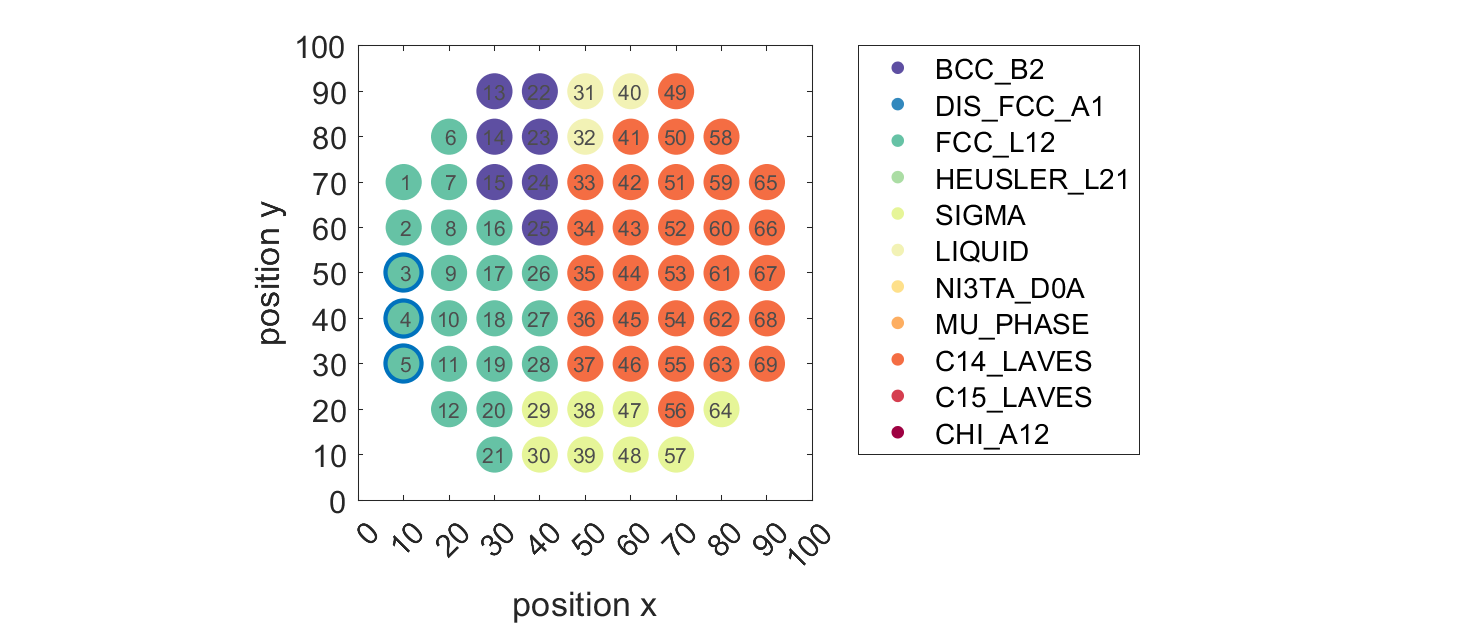 100
90
13 22 31 40 49
80
6 14 23 32 41 50 58
70
1 7 15 24 33 42 51 59 65
60
2 8 16 25 34 43 52 60 66
50
3 9 17 26 35 44 53 61 67
40
4 10 18 27 36 45 54 62 68
30
5 11 19 28 37 46 55 63 69
20
12 20 29 38 47 56 64
10
21 30 39 48 57
0
0 10 20 30 40 50 60 70 80 90 100
position x
position y
BCC_B2
DIS_FCC_A1
FCC_L12
HEUSLER_L21
SIGMA
LIQUID
NI3TA_D0A
MU_PHASE
C14_LAVES
C15_LAVES
CHI_A12